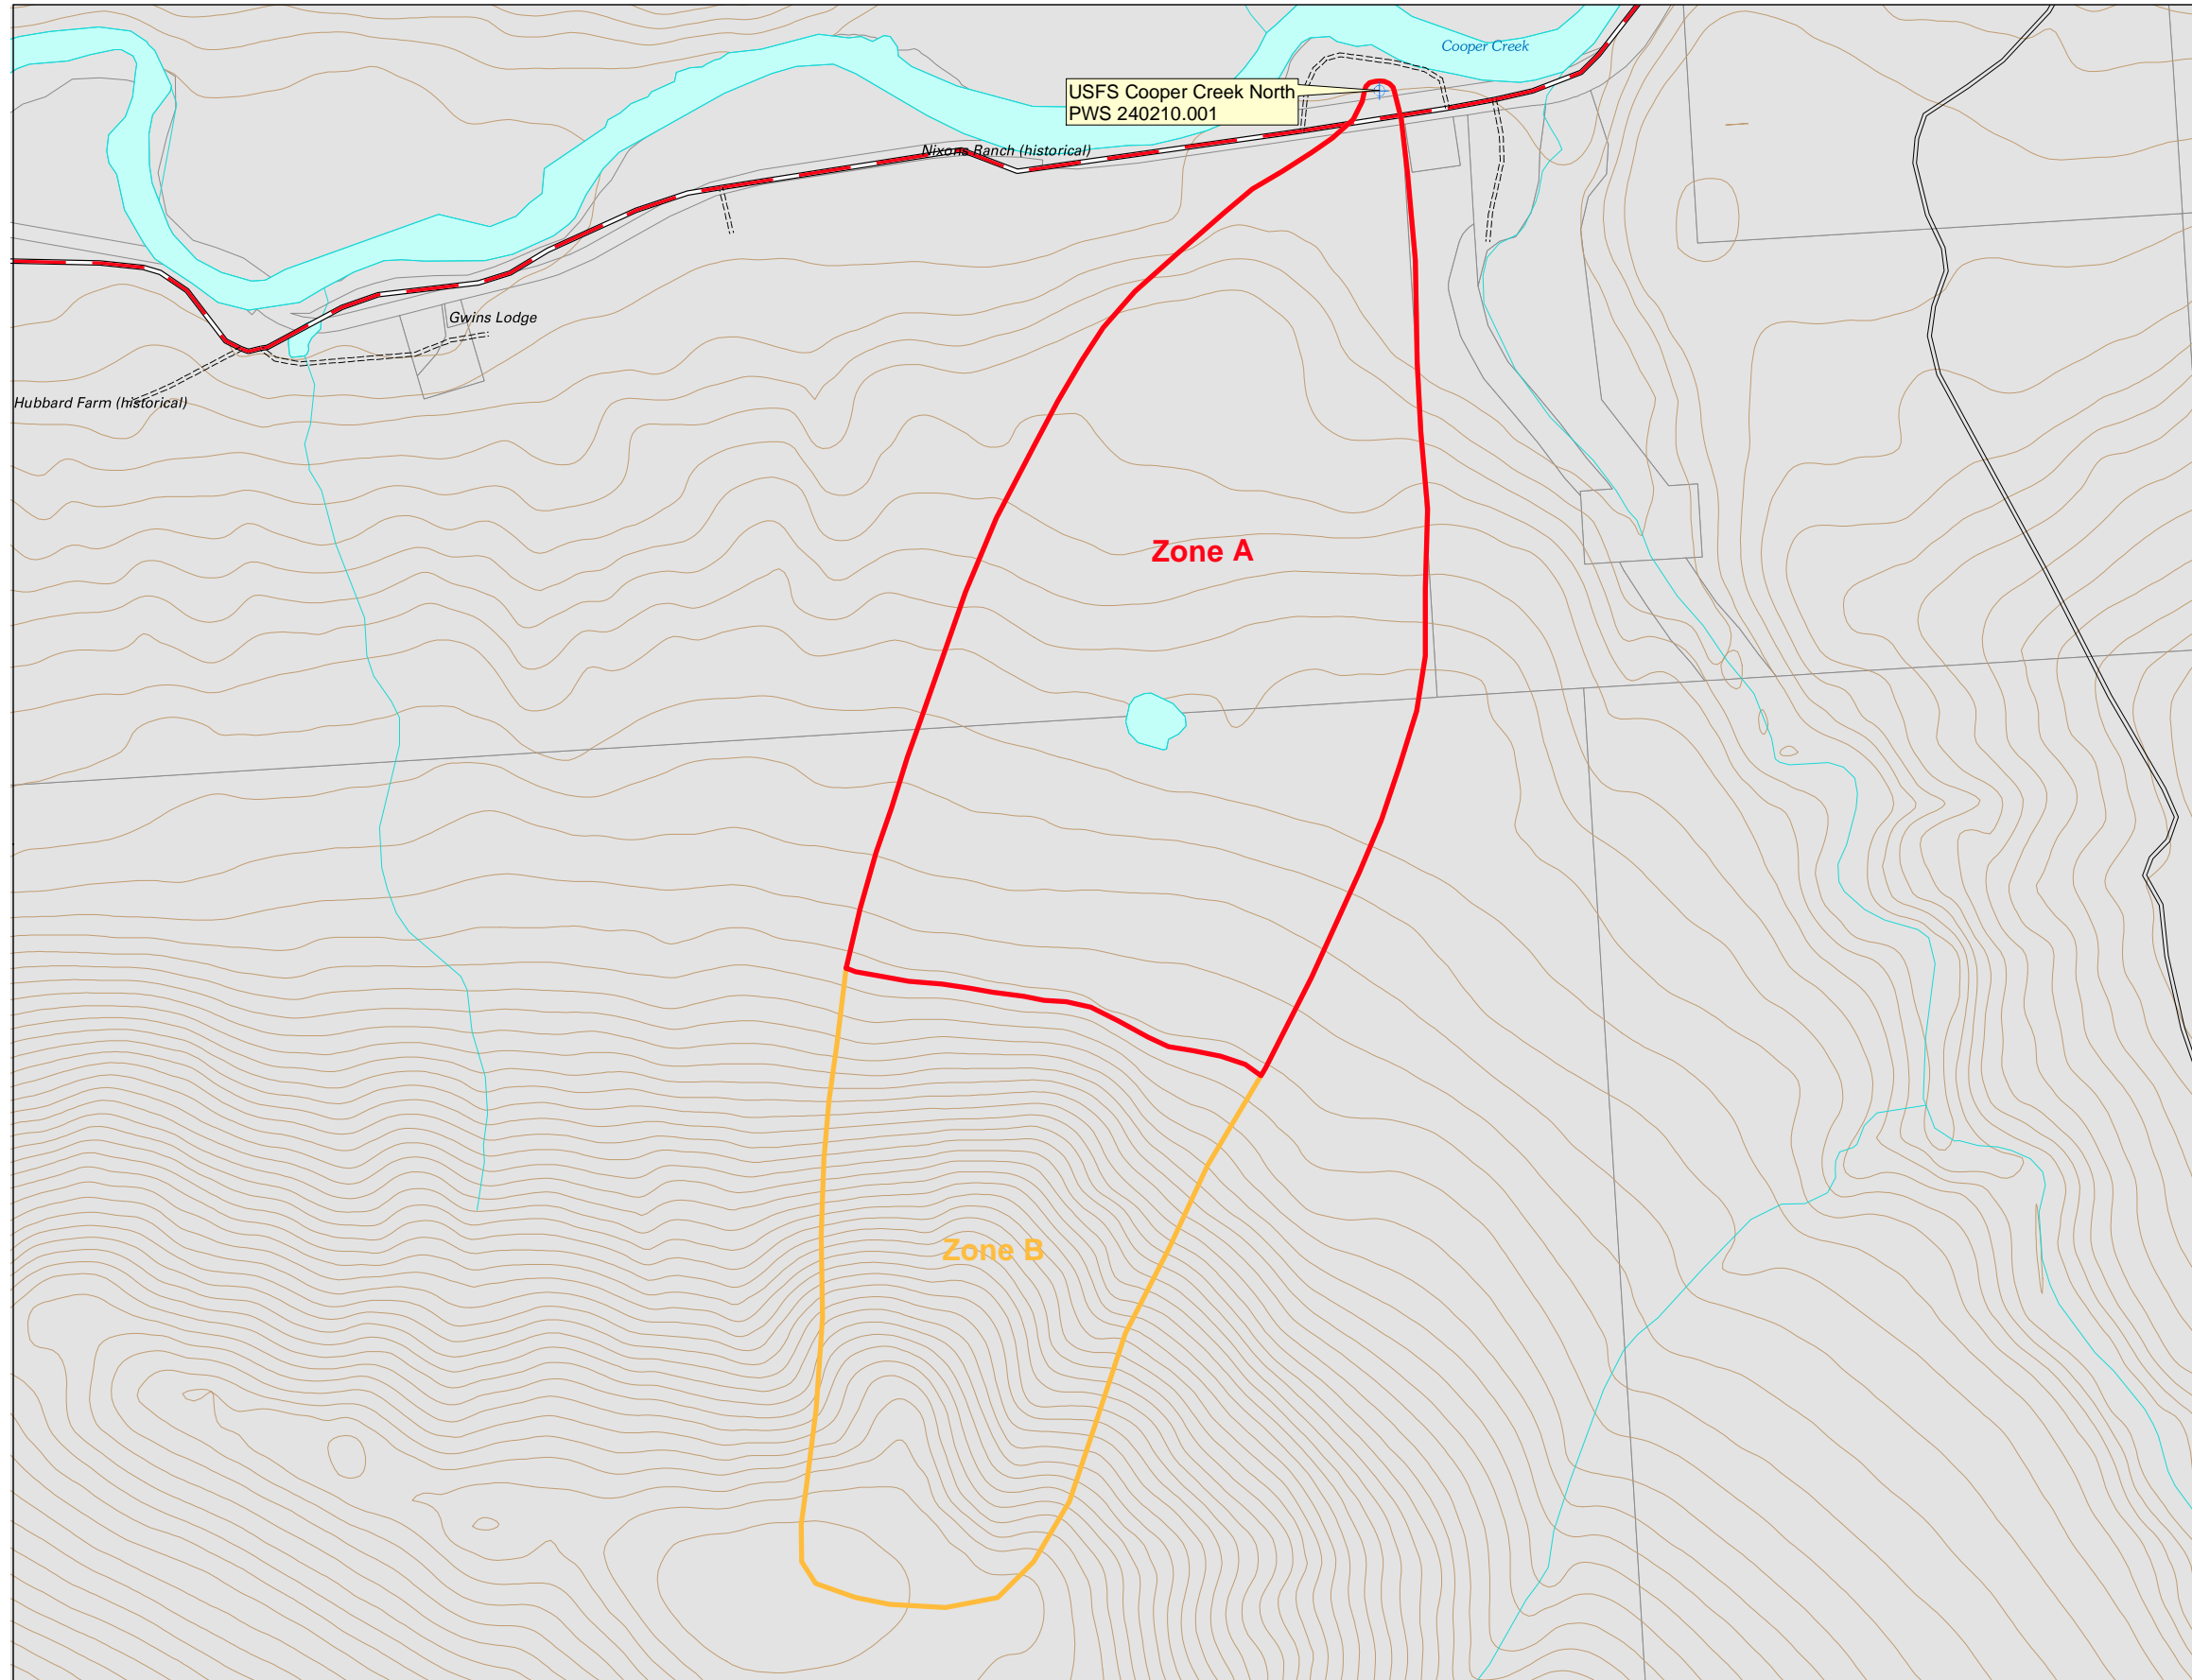 Cooper Creek
USFS Cooper Creek North
PWS 240210.001
Nixons Ranch (historical)
Gwins Lodge
Hubbard Farm (historical)
Zone A
Zone B